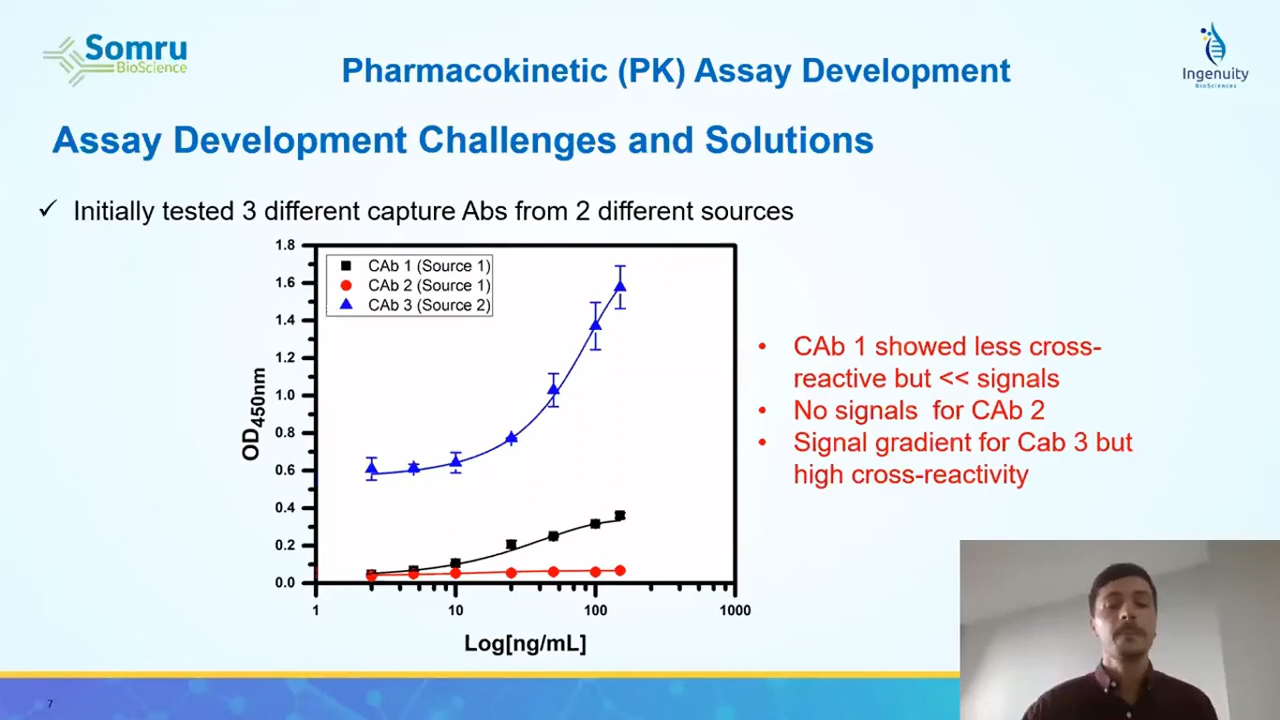 Somru
BioScience
Ingenuity
BioSciences
Pharmacokinetic (PK) Assay Development
Assay Development Challenges and Solutions
✓ Initially tested 3 different capture Abs from 2 different sources
1.8
1.6
1.4
1.2
1.0
0.8
0.6
0.4
0.2
0.0
OD450nm
CAb 1 (Source 1)
CAb 2 (Source 1)
CAb 3 (Source 2)
1 10 100 1000
Log[ng/mL]
• CAb 1 showed less cross-
reactive but << signals
• No signals for CAb 2
• Signal gradient for Cab 3 but
high cross-reactivity
7